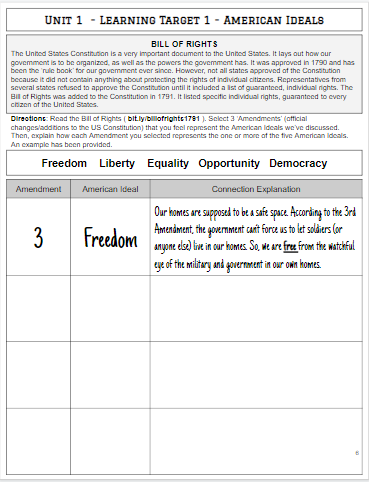 Unit 1 - Learning Target 1 - American Ideals
BILL OF RIGHTS
The United States Constitution is a very important document to the United States. It lays out how our
government is to be organized, as well as the powers the government has. It was approved in 1790 and has
been the 'rule book' for our government ever since. However, not all states approved of the Constitution
because it did not contain anything about protecting the rights of individual citizens. Representatives from
several states refused to approve the Constitution until it included a list of guaranteed, individual rights. The
Bill of Rights was added to the Constitution in 1791. It listed specific individual rights, guaranteed to every
citizen of the United States.
Directions: Read the Bill of Rights ( bit.ly/billofrights1791 ). Select 3 'Amendments' (official
changes/additions to the US Constitution) that you feel represent the American Ideals we've discussed.
Then, explain how each Amendment you selected represents the one or more of the five American Ideals.
An example has been provided.
Freedom Liberty Equality Opportunity Democracy
Amendment American Ideal Connection Explanation
3 Freedom
Our homes are supposed to be a safe space. According to the 3rd
Amendment, the government can't force us to let soldiers (or
anyone else) live in our homes. So, we are free from the watchful
eye of the military and government in our own homes.
6